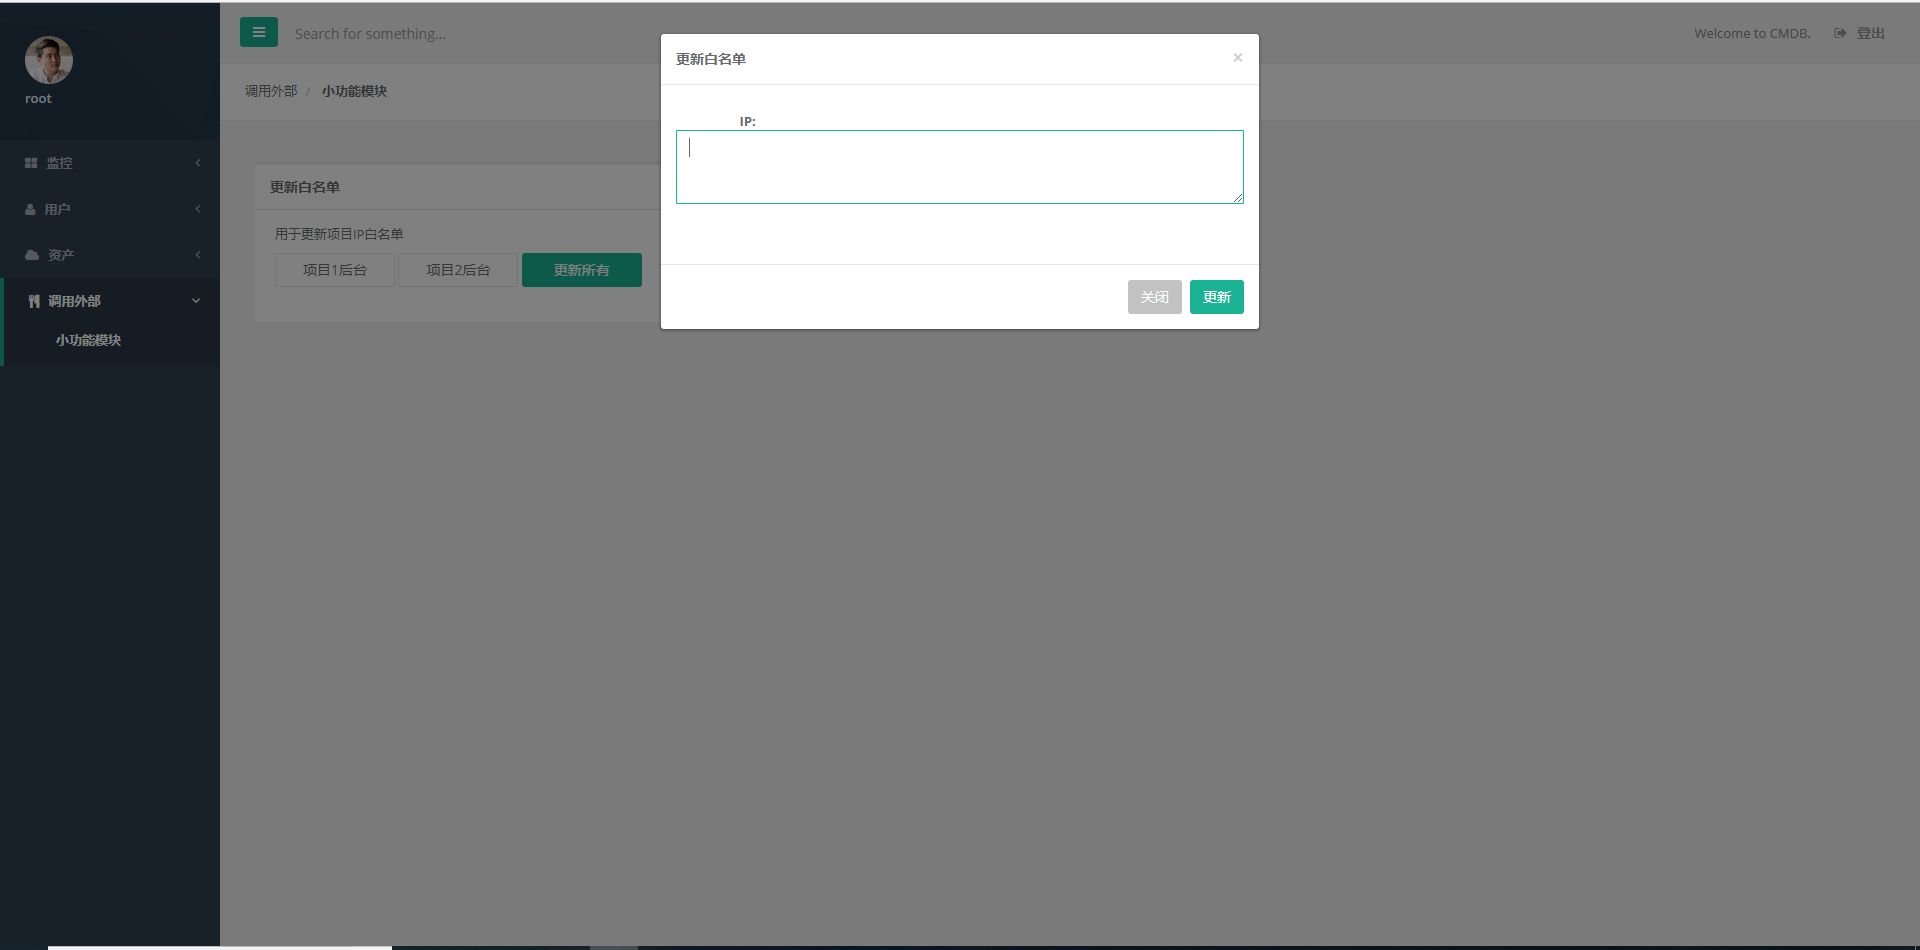 root
监控
用户
资产
调用外部
小功能模块
Search for something...
Welcome to CMDB.
登出
调用外部 / 小功能模块
更新白名单
用于更新项目IP白名单
项目1后台 项目2后台 更新所有
更新白名单 ×
IP:
关闭 更新